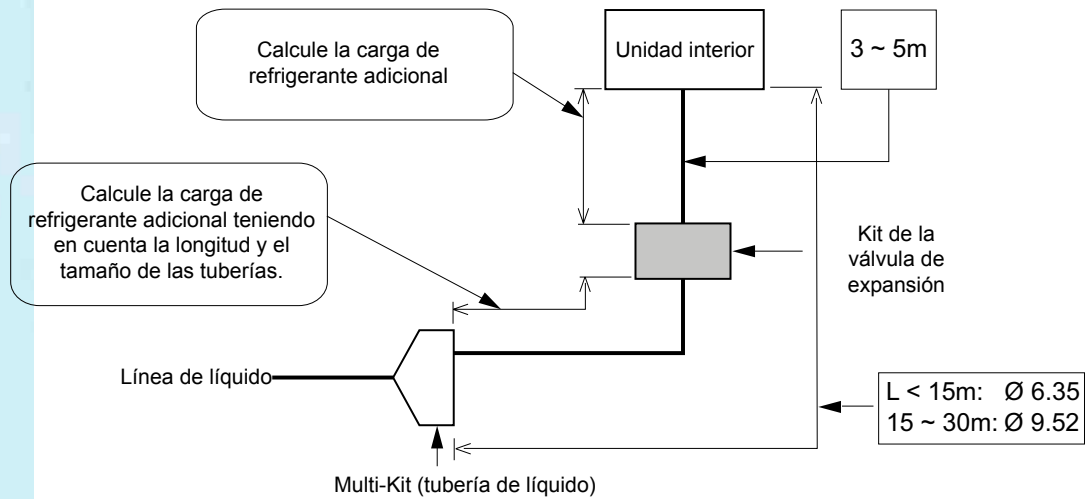 Calcule la carga de
refrigerante adicional
Unidad interior
3 ~ 5m
Calcule la carga de
refrigerante adicional teniendo
en cuenta la longitud y el
tamaño de las tuberías.
Kit de la
válvula de
expansión
Línea de líquido
L < 15m: Ø 6.35
15 ~ 30m: Ø 9.52
Multi-Kit (tubería de líquido)